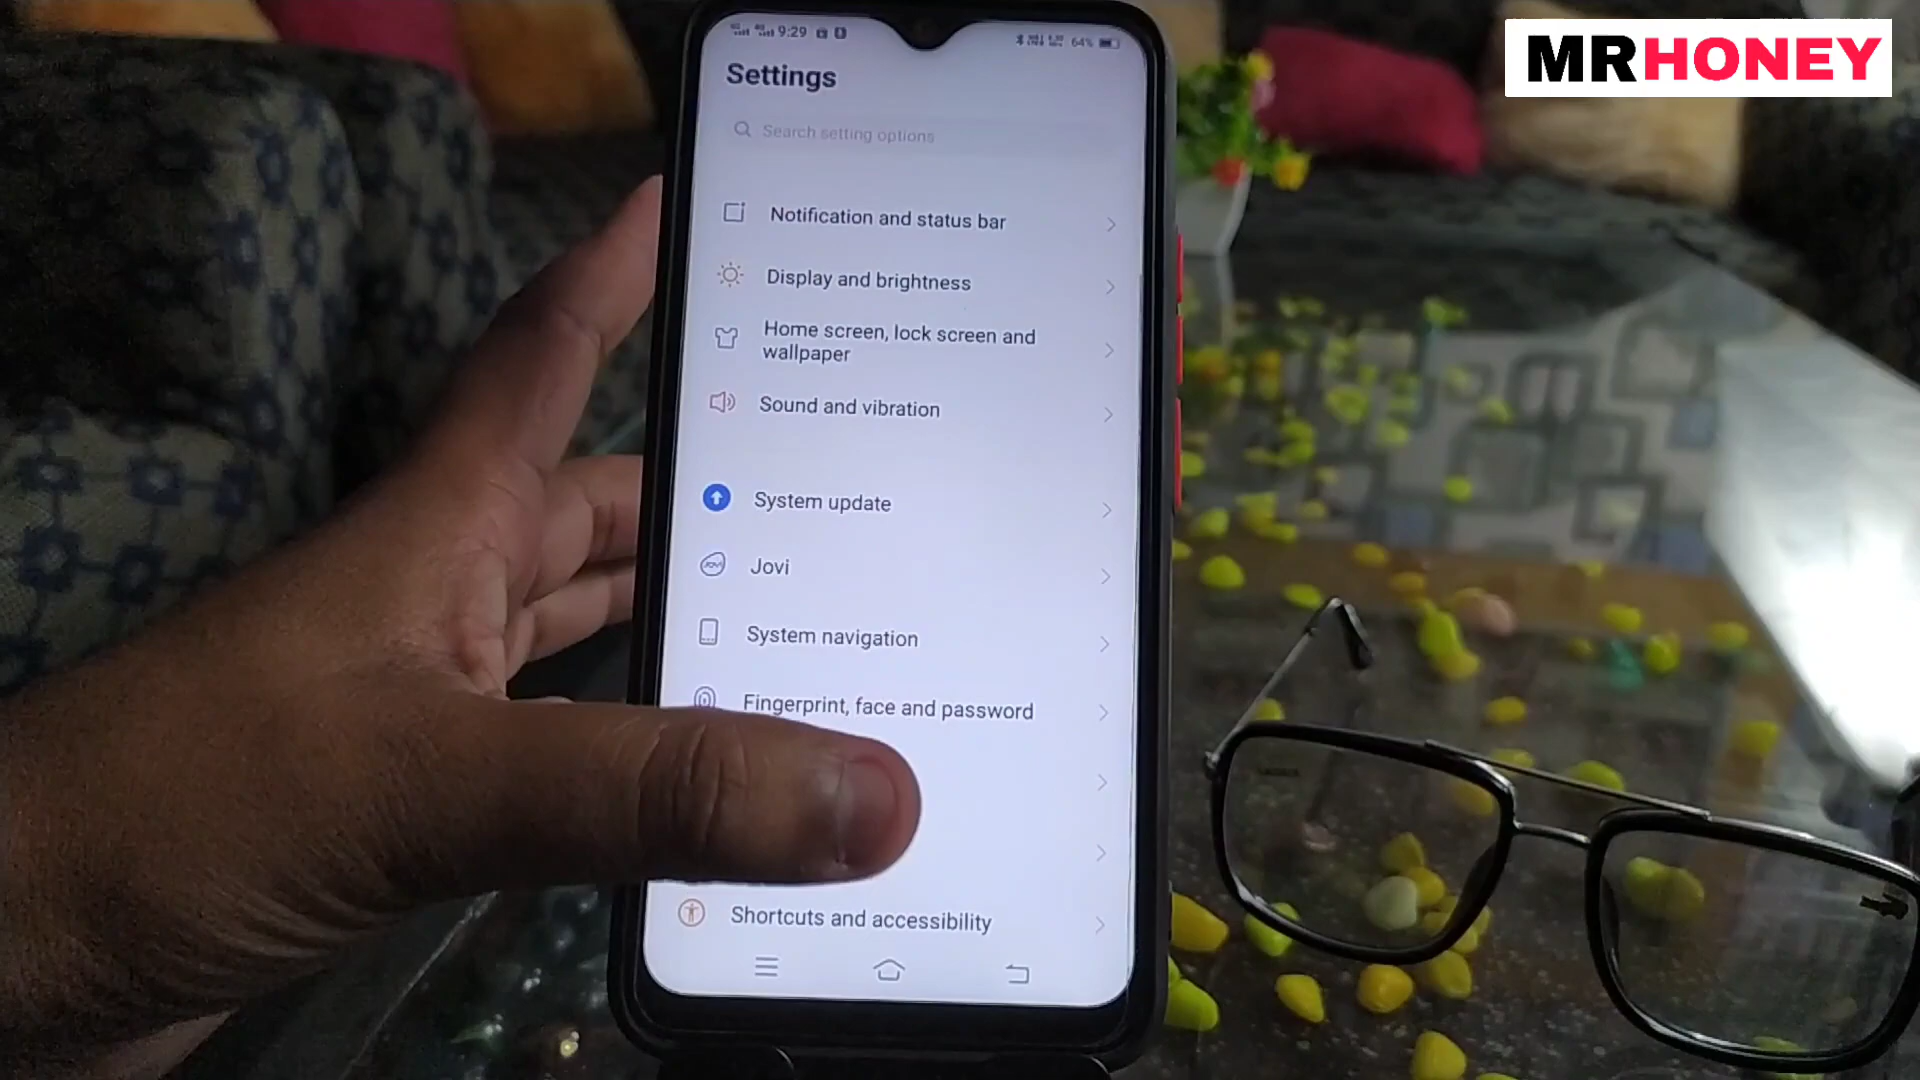 MRHONEY
9:29
64%
Settings
Search setting options
Notification and status bar
Display and brightness
Home screen, lock screen and
wallpaper
Sound and vibration
System update
Jovi
System navigation
Fingerprint, face and password
Shortcuts and accessibility